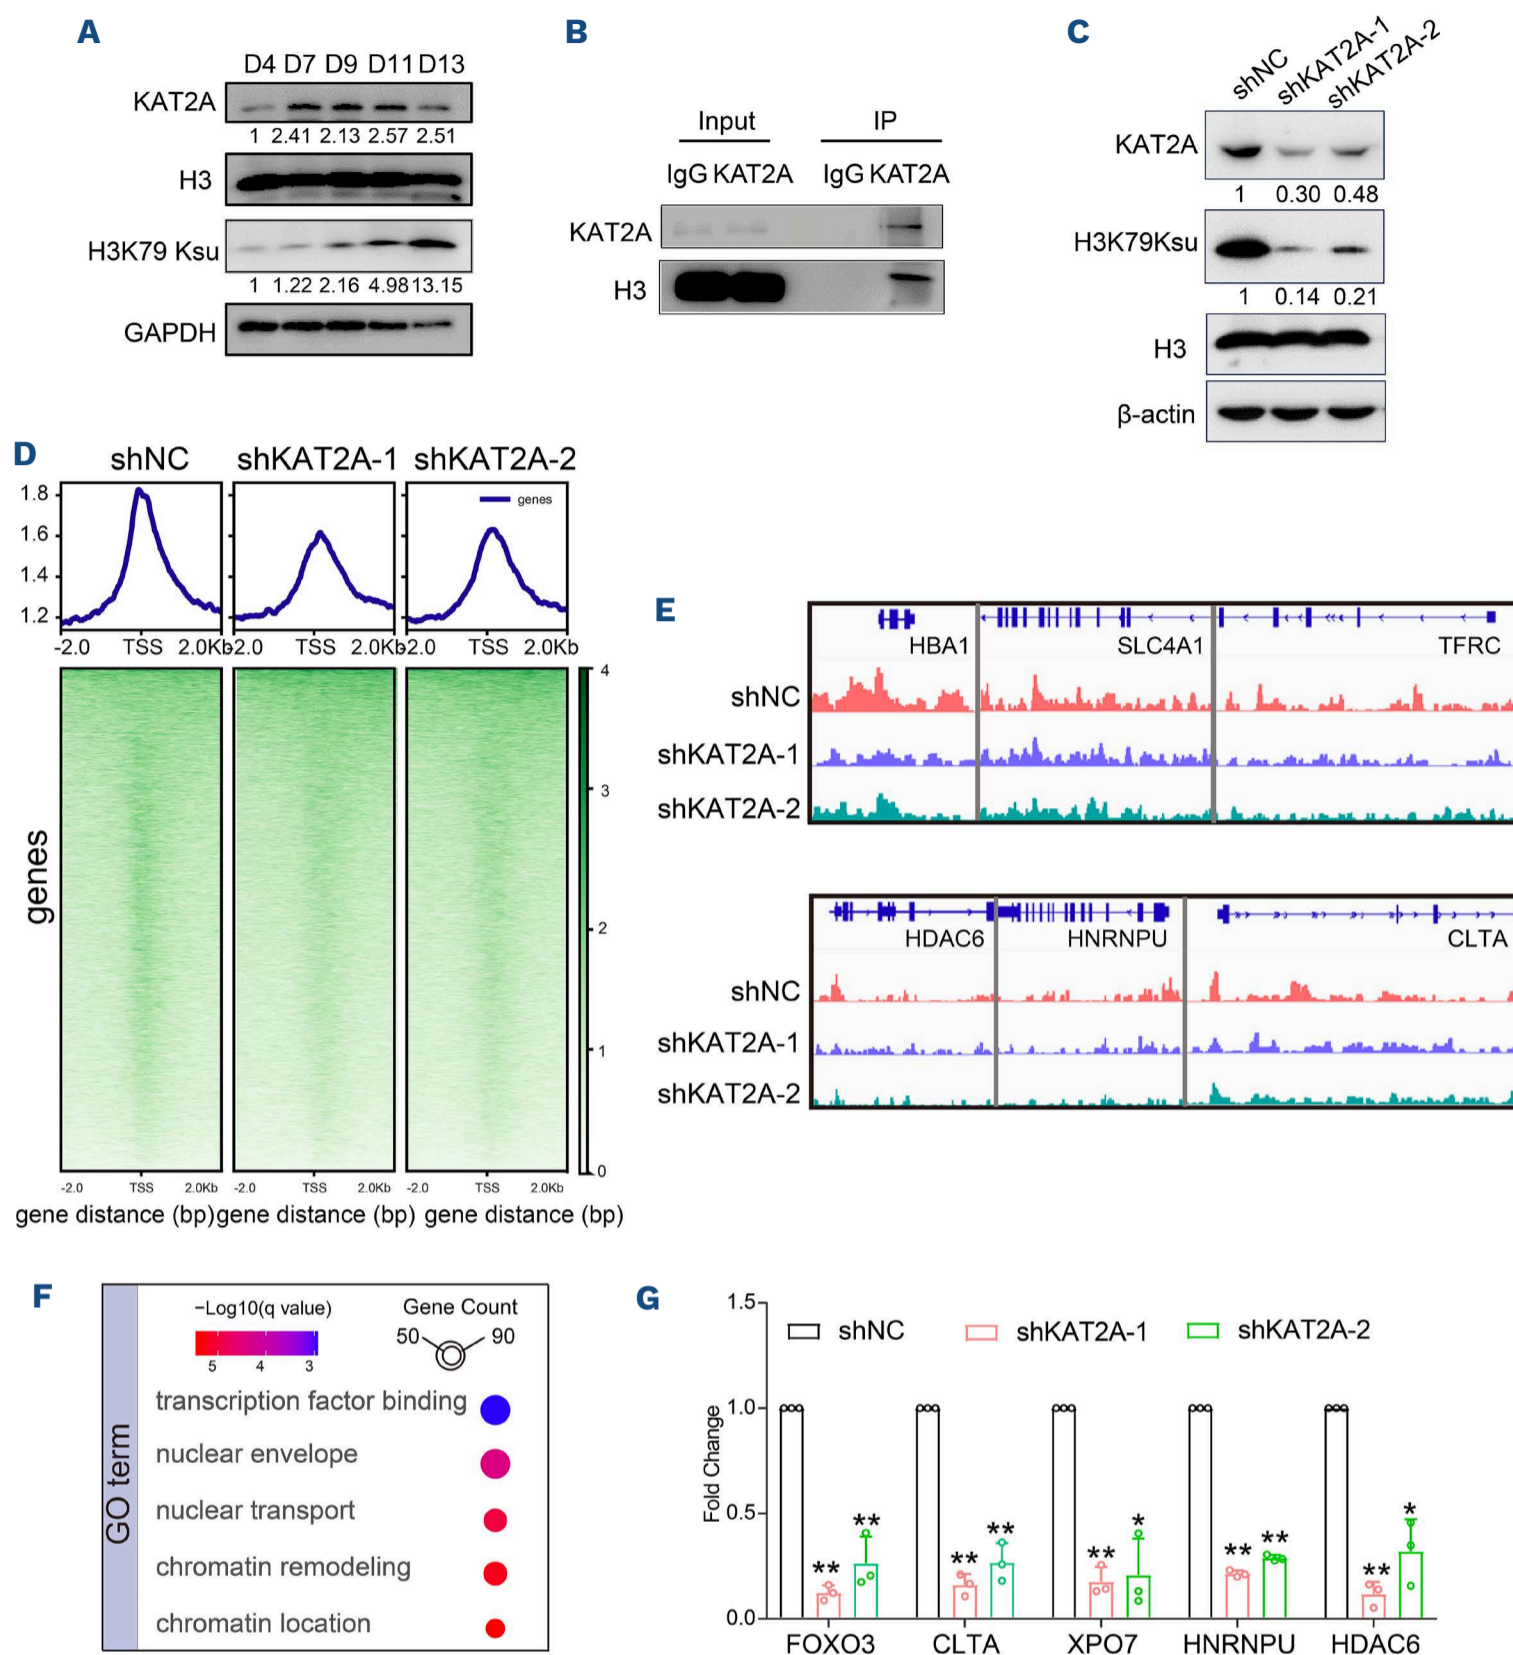 A
D4 D7 D9 D11 D13
KAT2A
1 2.41 2.13 2.57 2.51
H3
H3K79 Ksu
1 1.22 2.16 4.98 13.15
GAPDH
B
Input IP
IgG KAT2A IgG KAT2A
KAT2A
H3
C
shNC shKAT2A-1 shKAT2A-2
KAT2A
1 0.30 0.48
H3K79Ksu
1 0.14 0.21
H3
β-actin
D
shNC shKAT2A-1 shKAT2A-2
genes
1.8
1.6
1.4
1.2
-2.0 TSS 2.0Kb -2.0 TSS 2.0Kb -2.0 TSS 2.0Kb
genes
4
3
2
1
0
-2.0 TSS 2.0Kb -2.0 TSS 2.0Kb -2.0 TSS 2.0Kb
gene distance (bp) gene distance (bp) gene distance (bp)
E
HBA1 SLC4A1 TFRC
shNC
shKAT2A-1
shKAT2A-2
HDAC6 HNRNPU CLTA
shNC
shKAT2A-1
shKAT2A-2
F
GO term
−Log10(q value) Gene Count
50 90
5 4 3
transcription factor binding
nuclear envelope
nuclear transport
chromatin remodeling
chromatin location
G
Fold Change
1.5
1.0
0.5
0.0
shNC shKAT2A-1 shKAT2A-2
** ** ** ** ** * ** ** ** *
FOXO3 CLTA XPO7 HNRNPU HDAC6